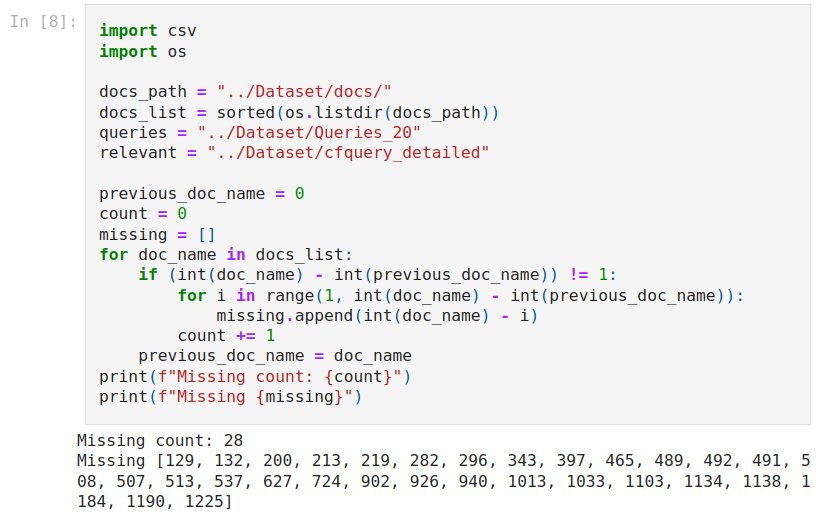 In [8]:
import csv
import os
docs_path = "../Dataset/docs/"
docs_list = sorted(os.listdir(docs_path))
queries = "../Dataset/Queries_20"
relevant = "../Dataset/cfquery_detailed"
previous_doc_name = 0
count = 0
missing = []
for doc_name in docs_list:
    if (int(doc_name) - int(previous_doc_name)) != 1:
        for i in range(1, int(doc_name) - int(previous_doc_name)):
            missing.append(int(doc_name) - i)
        count += 1
    previous_doc_name = doc_name
print(f"Missing count: {count}")
print(f"Missing {missing}")
Missing count: 28
Missing [129, 132, 200, 213, 219, 282, 296, 343, 397, 465, 489, 492, 491, 5
08, 507, 513, 537, 627, 724, 902, 926, 940, 1013, 1033, 1103, 1134, 1138, 1
184, 1190, 1225]